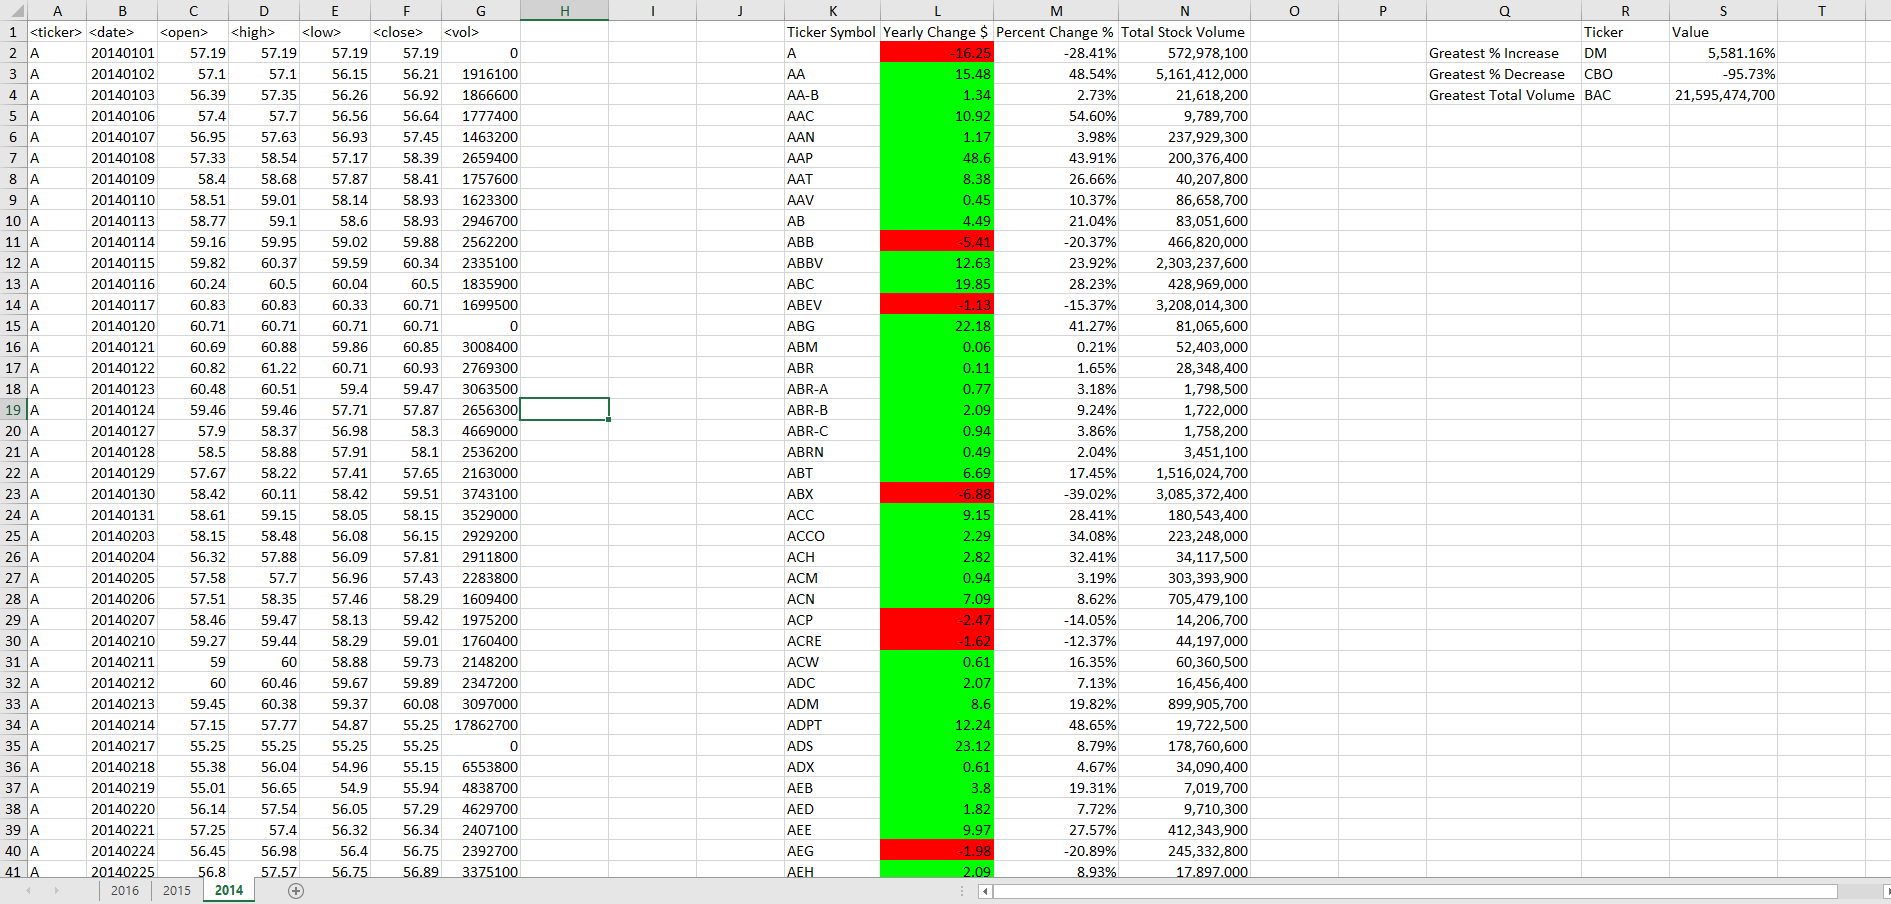 A B C D E F G H I J K L M N O P Q R S T
1 <ticker> <date> <open> <high> <low> <close> <vol> Ticker Symbol Yearly Change $ Percent Change % Total Stock Volume Ticker Value
2 A 20140101 57.19 57.19 57.19 57.19 0 A -16.25 -28.41% 572,978,100 Greatest % Increase DM 5,581.16%
3 A 20140102 57.1 57.1 56.15 56.21 1916100 AA 15.48 48.54% 5,161,412,000 Greatest % Decrease CBO -95.73%
4 A 20140103 56.39 57.35 56.26 56.92 1866600 AA-B 1.34 2.73% 21,618,200 Greatest Total Volume BAC 21,595,474,700
5 A 20140106 57.4 57.7 56.56 56.64 1777400 AAC 10.92 54.60% 9,789,700
6 A 20140107 56.95 57.63 56.93 57.45 1463200 AAN 1.17 3.98% 237,929,300
7 A 20140108 57.33 58.54 57.17 58.39 2659400 AAP 48.6 43.91% 200,376,400
8 A 20140109 58.4 58.68 57.87 58.41 1757600 AAT 8.38 26.66% 40,207,800
9 A 20140110 58.51 59.01 58.14 58.93 1623300 AAV 0.45 10.37% 86,658,700
10 A 20140113 58.77 59.1 58.6 58.93 2946700 AB 4.49 21.04% 83,051,600
11 A 20140114 59.16 59.95 59.02 59.88 2562200 ABB -5.41 -20.37% 466,820,000
12 A 20140115 59.82 60.37 59.59 60.34 2335100 ABBV 12.63 23.92% 2,303,237,600
13 A 20140116 60.24 60.5 60.04 60.5 1835900 ABC 19.85 28.23% 428,969,000
14 A 20140117 60.83 60.83 60.33 60.71 1699500 ABEV -1.13 -15.37% 3,208,014,300
15 A 20140120 60.71 60.71 60.71 60.71 0 ABG 22.18 41.27% 81,065,600
16 A 20140121 60.69 60.88 59.86 60.85 3008400 ABM 0.06 0.21% 52,403,000
17 A 20140122 60.82 61.22 60.71 60.93 2769300 ABR 0.11 1.65% 28,348,400
18 A 20140123 60.48 60.51 59.4 59.47 3063500 ABR-A 0.77 3.18% 1,798,500
19 A 20140124 59.46 59.46 57.71 57.87 2656300 ABR-B 2.09 9.24% 1,722,000
20 A 20140127 57.9 58.37 56.98 58.3 4669000 ABR-C 0.94 3.86% 1,758,200
21 A 20140128 58.5 58.88 57.91 58.1 2536200 ABRN 0.49 2.04% 3,451,100
22 A 20140129 57.67 58.22 57.41 57.65 2163000 ABT 6.69 17.45% 1,516,024,700
23 A 20140130 58.42 60.11 58.42 59.51 3743100 ABX -6.88 -39.02% 3,085,372,400
24 A 20140131 58.61 59.15 58.05 58.15 3529000 ACC 9.15 28.41% 180,543,400
25 A 20140203 58.15 58.48 56.08 56.15 2929200 ACCO 2.29 34.08% 223,248,000
26 A 20140204 56.32 57.88 56.09 57.81 2911800 ACH 2.82 32.41% 34,117,500
27 A 20140205 57.58 57.7 56.96 57.43 2283800 ACM 0.94 3.19% 303,393,900
28 A 20140206 57.51 58.35 57.46 58.29 1609400 ACN 7.09 8.62% 705,479,100
29 A 20140207 58.46 59.47 58.13 59.42 1975200 ACP -2.47 -14.05% 14,206,700
30 A 20140210 59.27 59.44 58.29 59.01 1760400 ACRE -1.62 -12.37% 44,197,000
31 A 20140211 59 60 58.88 59.73 2148200 ACW 0.61 16.35% 60,360,500
32 A 20140212 60 60.46 59.67 59.89 2347200 ADC 2.07 7.13% 16,456,400
33 A 20140213 59.45 60.38 59.37 60.08 3097000 ADM 8.6 19.82% 899,905,700
34 A 20140214 57.15 57.77 54.87 55.25 17862700 ADPT 12.24 48.65% 19,722,500
35 A 20140217 55.25 55.25 55.25 55.25 0 ADS 23.12 8.79% 178,760,600
36 A 20140218 55.38 56.04 54.96 55.15 6553800 ADX 0.61 4.67% 34,090,400
37 A 20140219 55.01 56.65 54.9 55.94 4838700 AEB 3.8 19.31% 7,019,700
38 A 20140220 56.14 57.54 56.05 57.29 4629700 AED 1.82 7.72% 9,710,300
39 A 20140221 57.25 57.4 56.32 56.34 2407100 AEE 9.97 27.57% 412,343,900
40 A 20140224 56.45 56.98 56.4 56.75 2392700 AEG -1.98 -20.89% 245,332,800
41 A 20140225 56.8 57.57 56.75 56.89 3375100 AEH 2.09 8.93% 17,897,000
2016 2015 2014